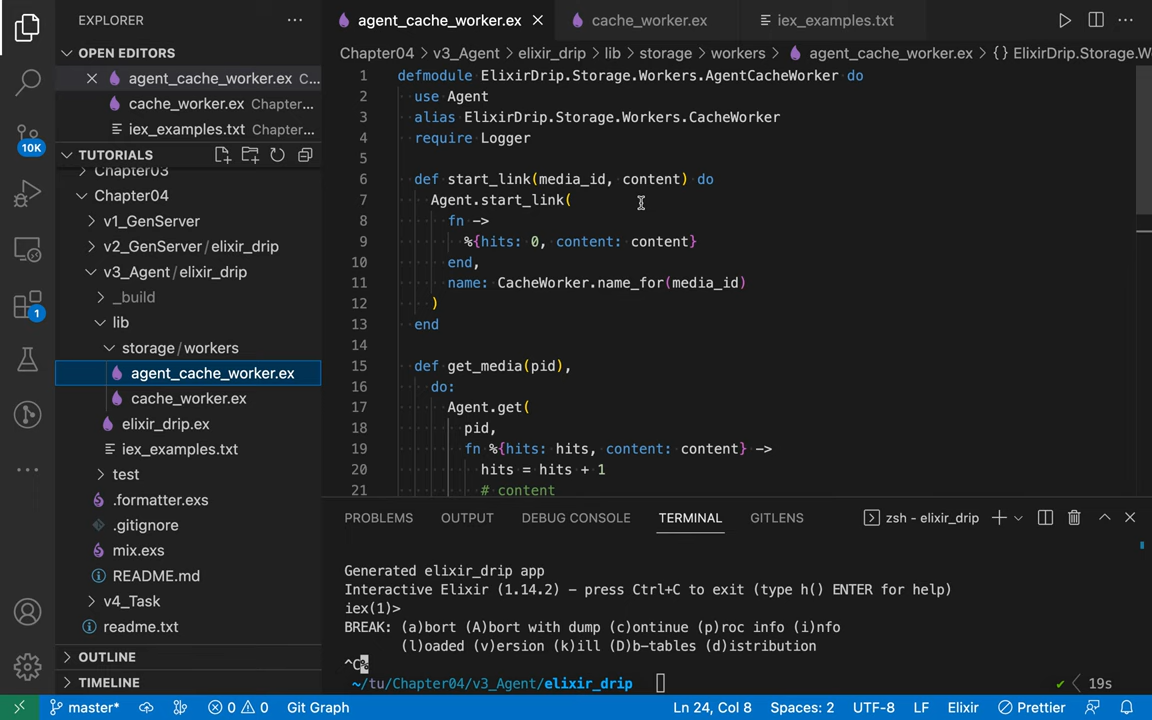 EXPLORER
OPEN EDITORS
agent_cache_worker.ex C...
cache_worker.ex Chapter...
iex_examples.txt Chapter...
10K
TUTORIALS
Chapter03
Chapter04
v1_GenServer
v2_GenServer / elixir_drip
v3_Agent / elixir_drip
_build
lib
storage / workers
agent_cache_worker.ex
cache_worker.ex
elixir_drip.ex
iex_examples.txt
test
.formatter.exs
.gitignore
mix.exs
README.md
v4_Task
readme.txt
OUTLINE
TIMELINE
1
agent_cache_worker.ex cache_worker.ex iex_examples.txt
Chapter04 > v3_Agent > elixir_drip > lib > storage > workers > agent_cache_worker.ex > {} ElixirDrip.Storage.W
1 defmodule ElixirDrip.Storage.Workers.AgentCacheWorker do
2 use Agent
3 alias ElixirDrip.Storage.Workers.CacheWorker
4 require Logger
5
6 def start_link(media_id, content) do
7 Agent.start_link(
8 fn ->
9 %{hits: 0, content: content}
10 end,
11 name: CacheWorker.name_for(media_id)
12 )
13 end
14
15 def get_media(pid),
16 do:
17 Agent.get(
18 pid,
19 fn %{hits: hits, content: content} ->
20 hits = hits + 1
21 # content
PROBLEMS OUTPUT DEBUG CONSOLE TERMINAL GITLENS zsh - elixir_drip
Generated elixir_drip app
Interactive Elixir (1.14.2) - press Ctrl+C to exit (type h() ENTER for help)
iex(1)>
BREAK: (a)bort (A)bort with dump (c)ontinue (p)roc info (i)nfo
(l)oaded (v)ersion (k)ill (D)b-tables (d)istribution
^C%
~/tu/Chapter04/v3_Agent/elixir_drip ✓ < 19s
master* 0 0 Git Graph Ln 24, Col 8 Spaces: 2 UTF-8 LF Elixir Prettier